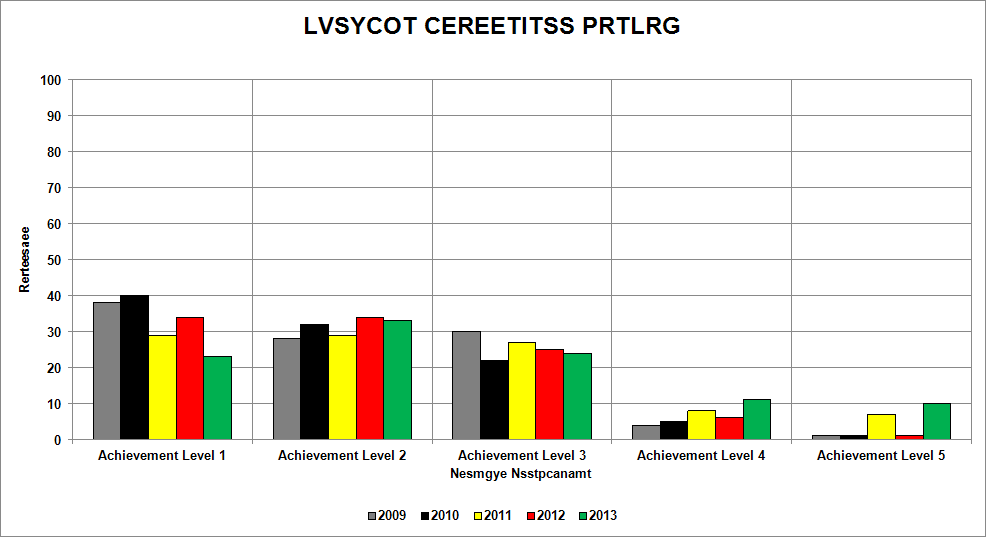 LVSYCOT CEREETITSS PRTLRG
100
90
80
70
60
50
40
30
20
10
0
Rerteesaee
Achievement Level 1 Achievement Level 2 Achievement Level 3 Achievement Level 4 Achievement Level 5
Nesmgye Nsstpcanamt
2009 2010 2011 2012 2013